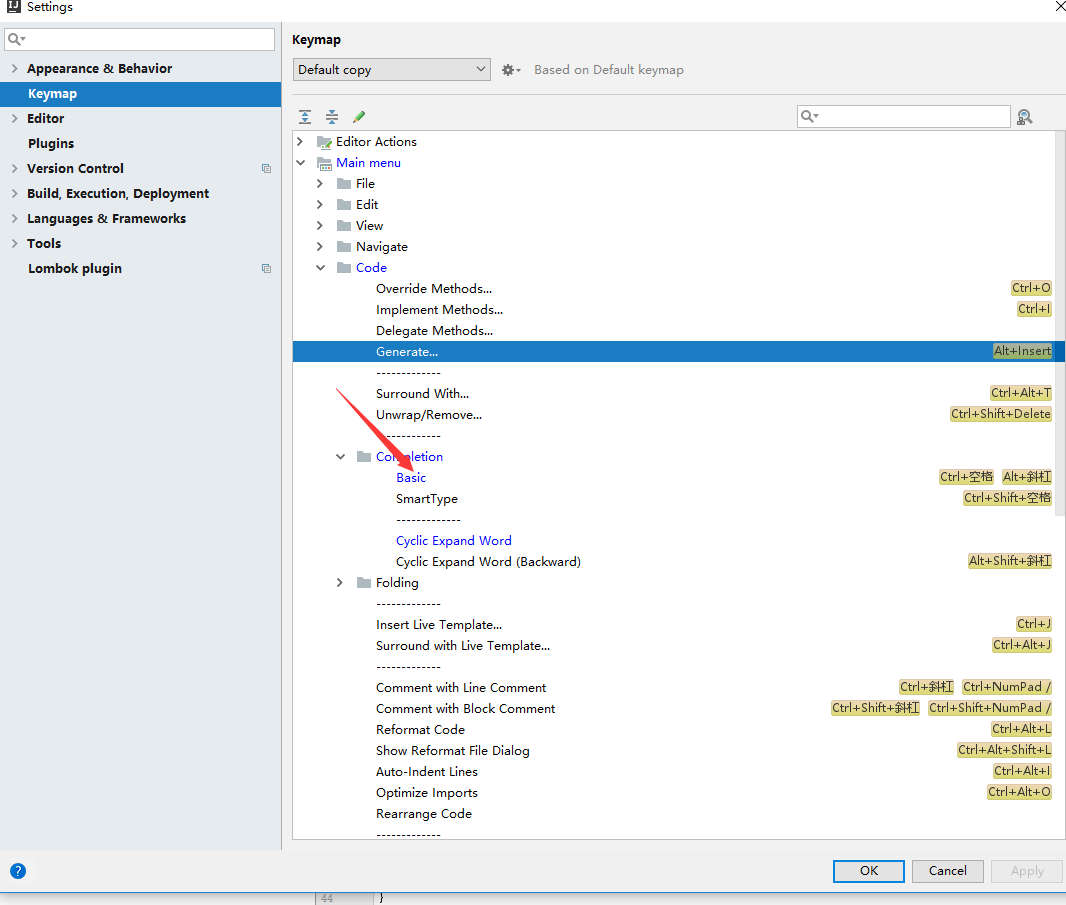 Settings
Appearance & Behavior
Keymap
Editor
Plugins
Version Control
Build, Execution, Deployment
Languages & Frameworks
Tools
Lombok plugin
Keymap
Default copy
Based on Default keymap
Editor Actions
Main menu
File
Edit
View
Navigate
Code
Override Methods... Ctrl+O
Implement Methods... Ctrl+I
Delegate Methods...
Generate... Alt+Insert
-------------
Surround With... Ctrl+Alt+T
Unwrap/Remove... Ctrl+Shift+Delete
-------------
Completion
Basic Ctrl+空格 Alt+斜杠
SmartType Ctrl+Shift+空格
-------------
Cyclic Expand Word
Cyclic Expand Word (Backward) Alt+Shift+斜杠
Folding
-------------
Insert Live Template... Ctrl+J
Surround with Live Template... Ctrl+Alt+J
-------------
Comment with Line Comment Ctrl+斜杠 Ctrl+NumPad /
Comment with Block Comment Ctrl+Shift+斜杠 Ctrl+Shift+NumPad /
Reformat Code Ctrl+Alt+L
Show Reformat File Dialog Ctrl+Alt+Shift+L
Auto-Indent Lines Ctrl+Alt+I
Optimize Imports Ctrl+Alt+O
Rearrange Code
-------------
? OK Cancel Apply
44 }